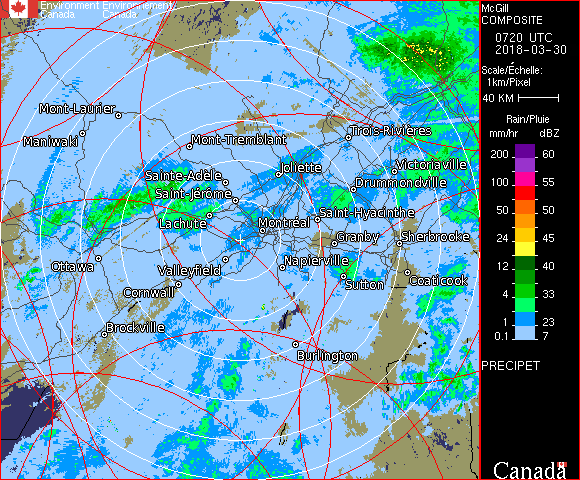 Environment Environnement
Canada Canada
McGill
COMPOSITE
0720 UTC
2018-03-30
Scale/Échelle:
1km/Pixel
40 KM
Rain/Pluie
mm/hr dBZ
200 60
100 55
50 50
24 45
12 40
4 33
1 23
0.1 7
PRECIPET
Canada
Mont-Laurier
Maniwaki
Mont-Tremblant
Trois-Rivières
Sainte-Adèle
Joliette
Victoriaville
Saint-Jérôme
Drummondville
Lachute
Montréal
Saint-Hyacinthe
Granby
Sherbrooke
Ottawa
Valleyfield
Napierville
Cornwall
Sutton
Coaticook
Brockville
Burlington